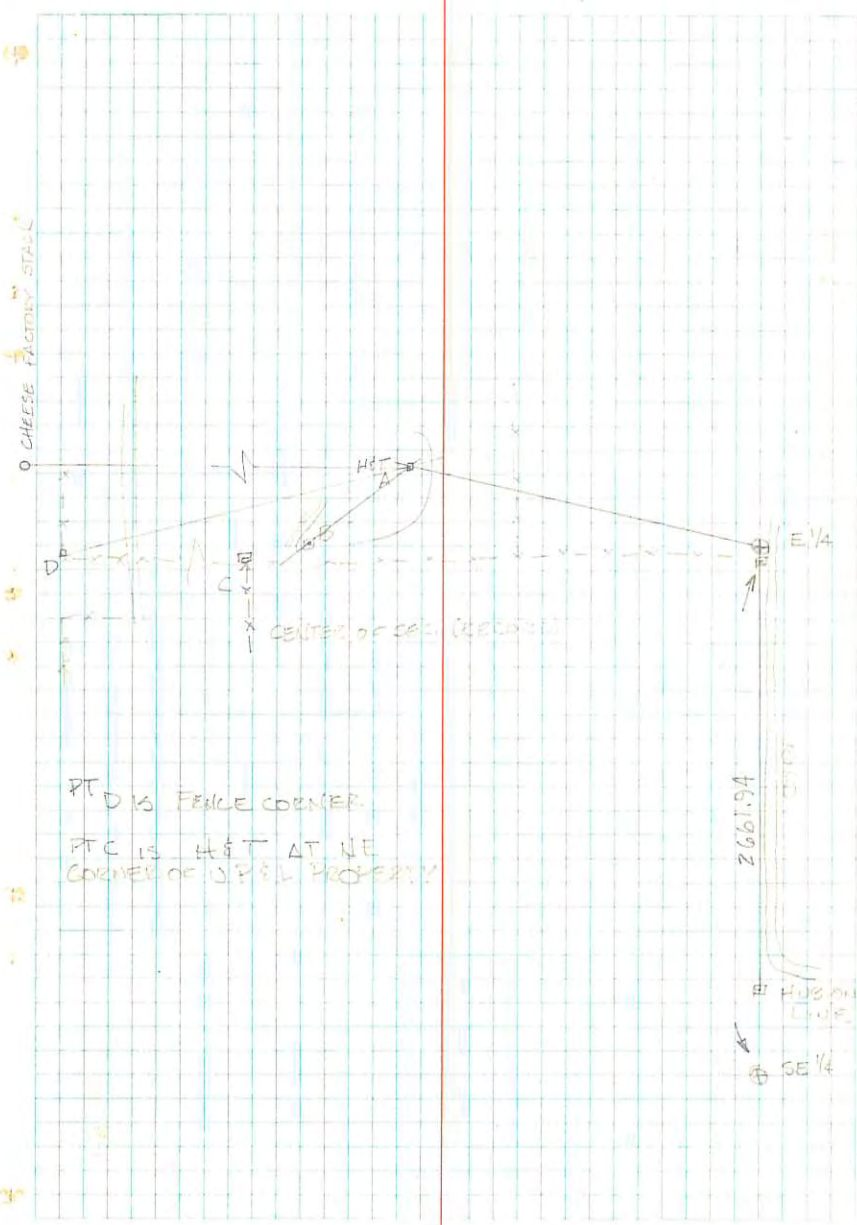 CHEESE FACTORY STACK
H&T
A
B
E 1/4
D
C
CENTER OF SEC. (RECORD)
2661.94
PT D IS FENCE CORNER
PT C IS H&T AT NE
CORNER OF U P & L PROPERTY
HUB ON
LINE
SE 1/4